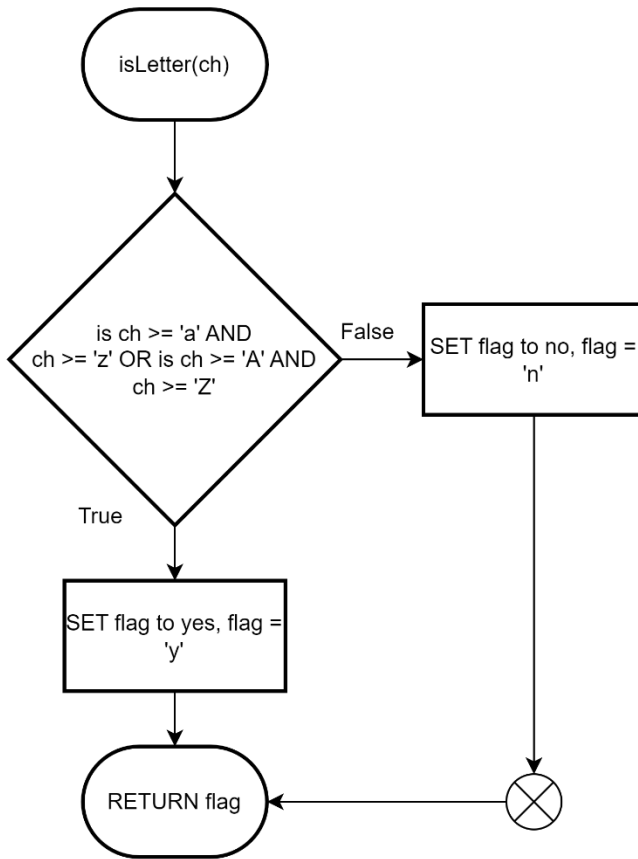 isLetter(ch)
is ch >= 'a' AND
ch >= 'z' OR is ch >= 'A' AND
ch >= 'Z'
False
SET flag to no, flag =
'n'
True
SET flag to yes, flag =
'y'
RETURN flag